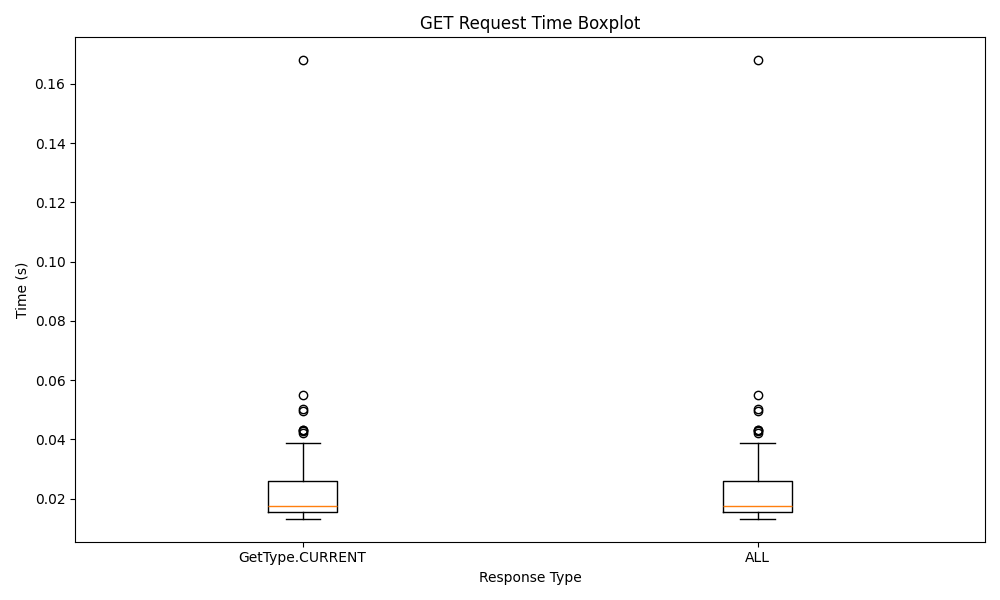 GET Request Time Boxplot
0.16
0.14
0.12
0.10
0.08
0.06
0.04
0.02
Time (s)
GetType.CURRENT
ALL
Response Type